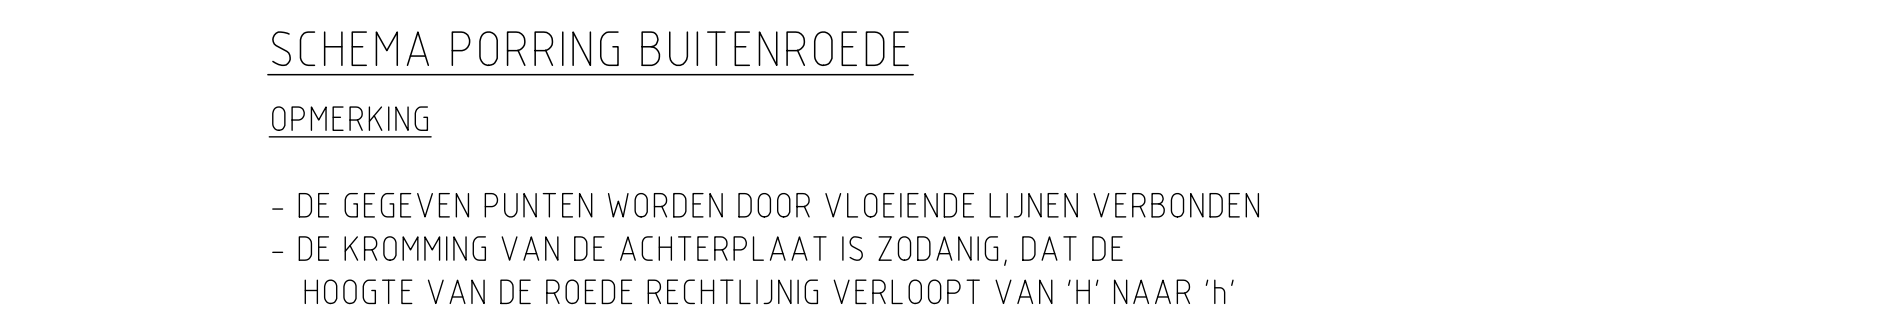 SCHEMA PORRING BUITENROEDE
OPMERKING
- DE GEGEVEN PUNTEN WORDEN DOOR VLOEIENDE LIJNEN VERBONDEN
- DE KROMMING VAN DE ACHTERPLAAT IS ZODANIG, DAT DE
HOOGTE VAN DE ROEDE RECHTLIJNIG VERLOOPT VAN 'H' NAAR 'h'